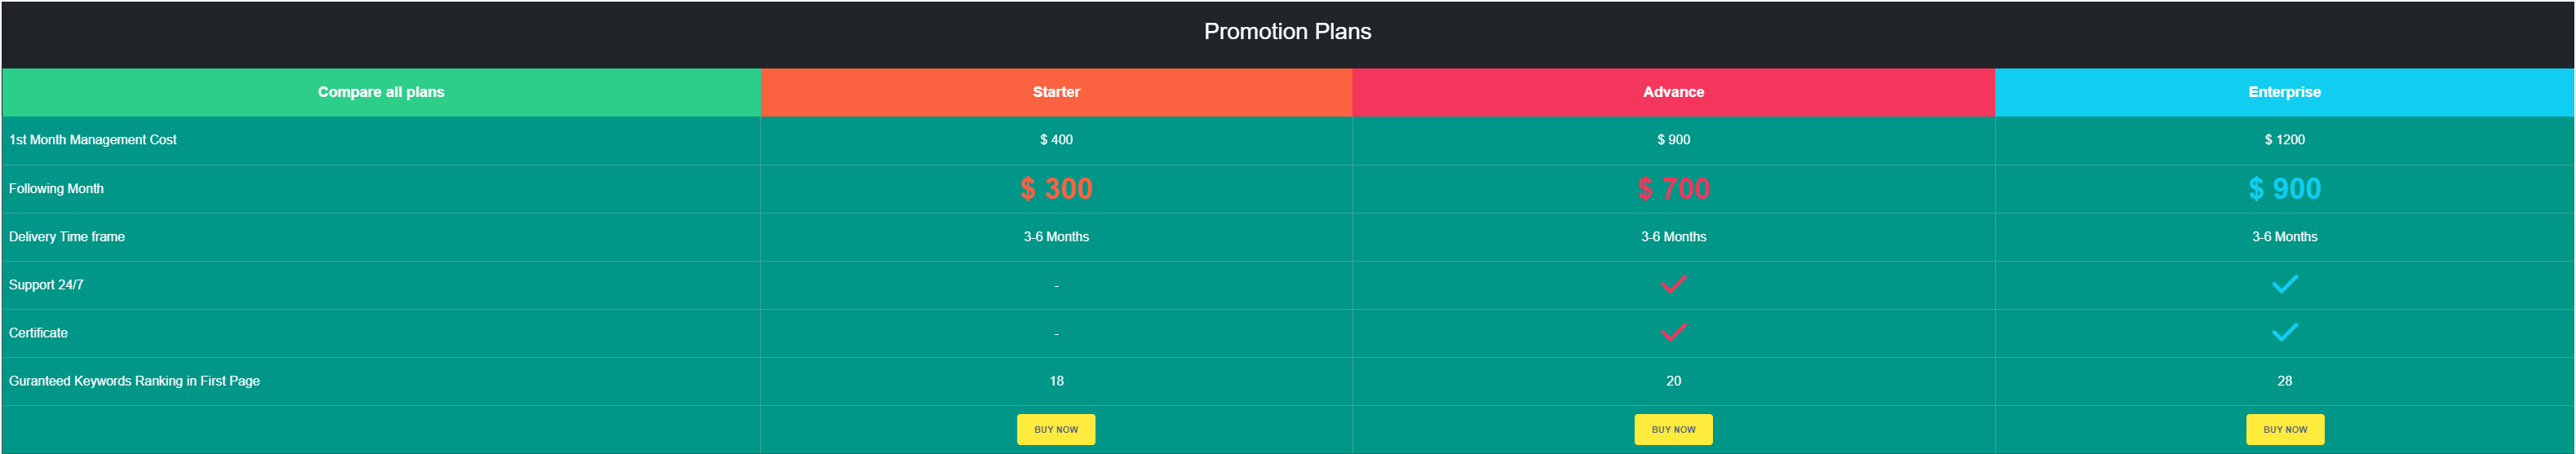 Promotion Plans
Compare all plans Starter Advance Enterprise
1st Month Management Cost $ 400 $ 900 $ 1200
Following Month $ 300 $ 700 $ 900
Delivery Time frame 3-6 Months 3-6 Months 3-6 Months
Support 24/7 -
Certificate -
Guranteed Keywords Ranking in First Page 18 20 28
BUY NOW BUY NOW BUY NOW